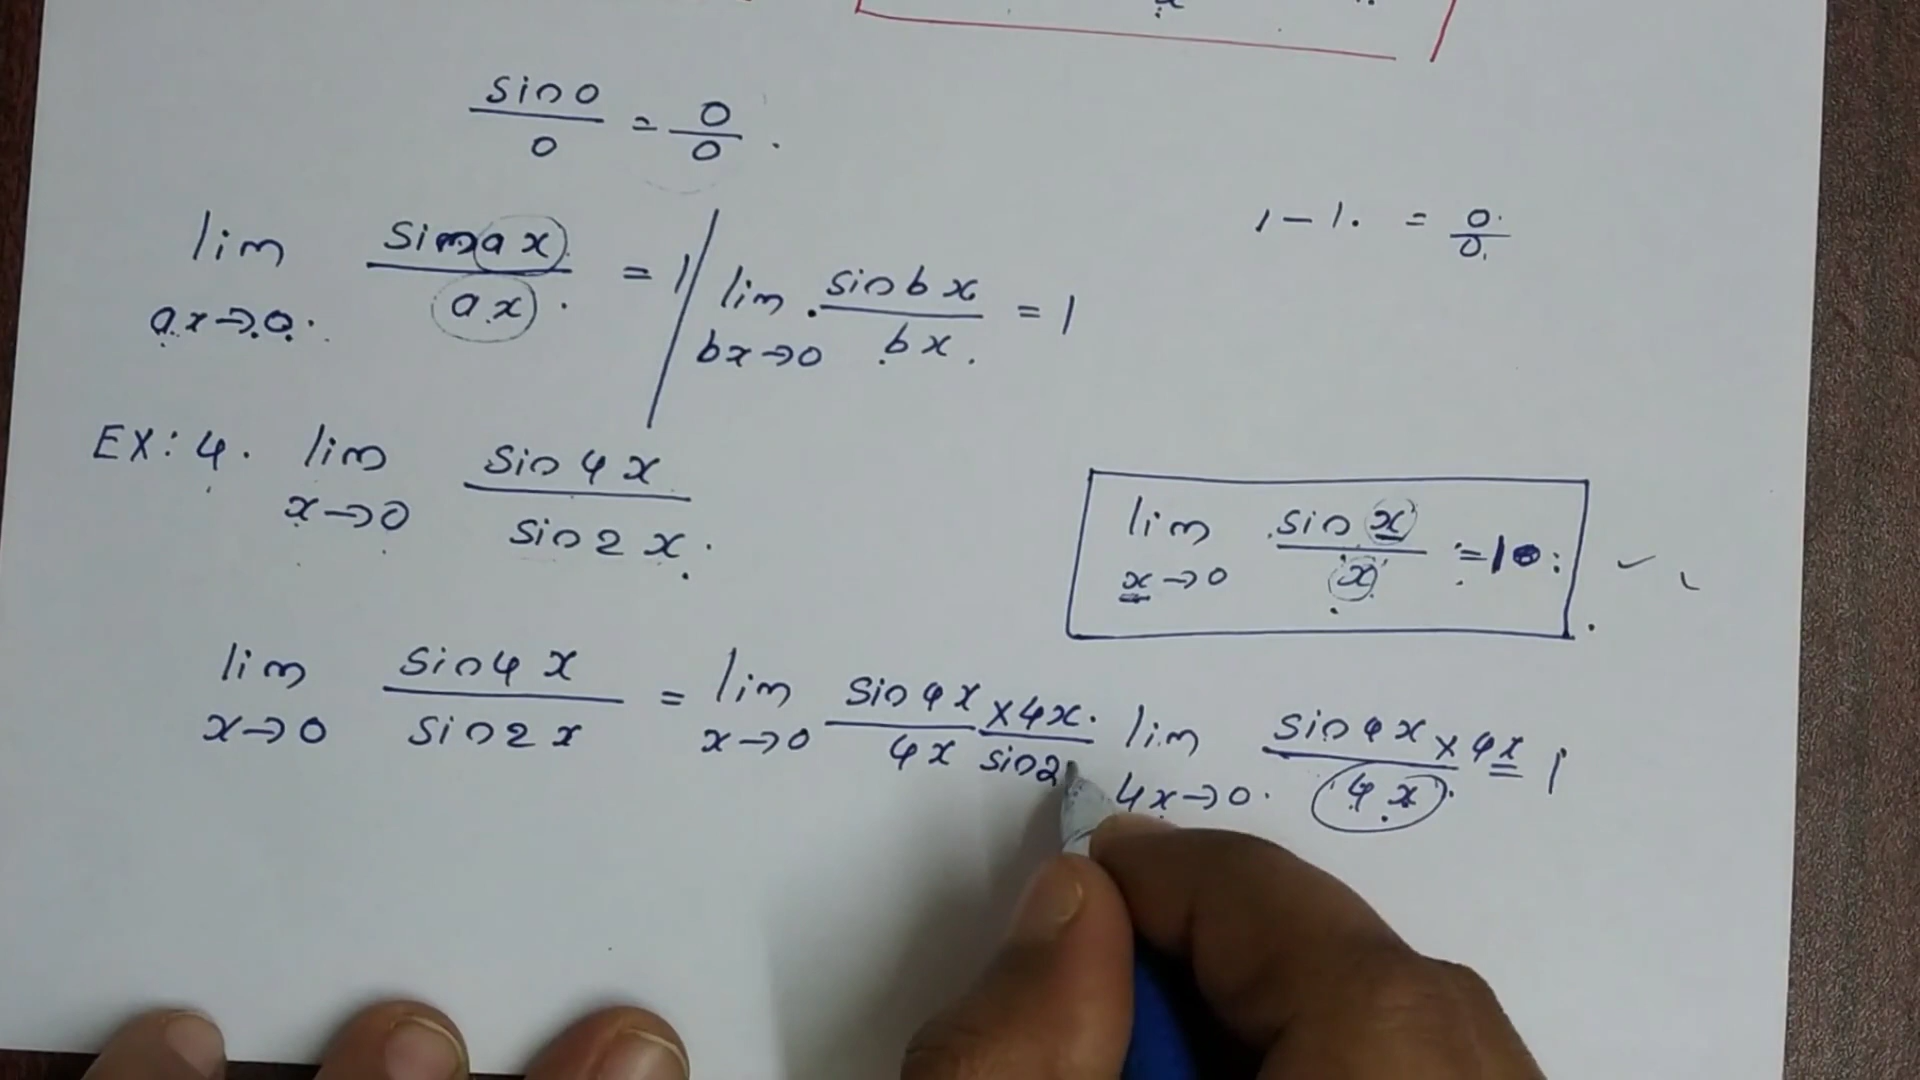 sin0 / 0 = 0 / 0 .
1 - 1. = 0 / 0.
lim ax→0. sin ax / ax . = 1
lim bx→0 sin bx / bx . = 1
EX: 4. lim x→0 sin 4x / sin 2x .
lim x→0 sin x / x = 1
lim x→0 sin 4x / sin 2x = lim x→0 sin 4x / 4x × 4x. / sin 2
lim 4x→0. sin 4x / 4x × 4x 1